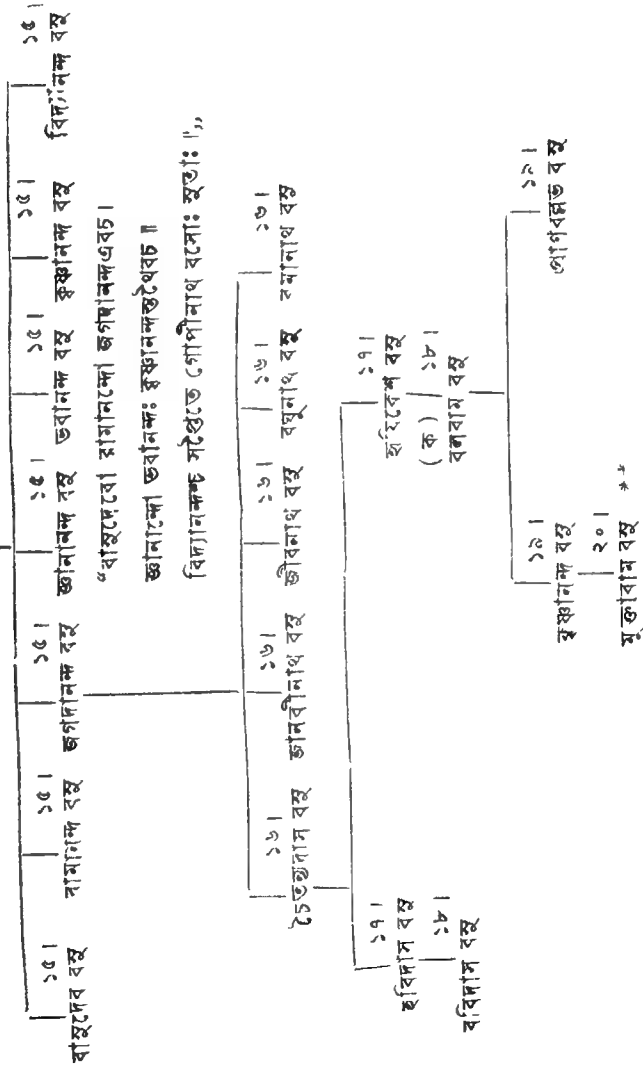 ১৫। ১৫। ১৫। ১৫। ১৫। ১৫। ১৫।
বাসুদেব বসু রামানন্দ বসু জগদানন্দ বসু জ্ঞানানন্দ বসু ভবানন্দ বসু কৃষ্ণানন্দ বসু বিদ্যানন্দ বসু
“বাসুদেবো রামানন্দো জগদানন্দএবচ।
জ্ঞানান্দো ভবানন্দঃ কৃষ্ণানন্দস্তথৈবচ॥
বিদ্যানন্দশ্চ সপ্তৈতে গোপীনাথ বসোঃ সুতাঃ॥”
১৬। ১৬। ১৬। ১৬। ১৬।
চৈতন্যদাস বসু জানকীনাথ বসু জীবনাথ বসু রঘুনাথ বসু রমানাথ বসু
১৭। ১৭।
হরিদাস বসু হৃষিকেশ বসু
১৮। (ক) ১৮।
রবিদাস বসু বলরাম বসু
১৯। ১৯।
কৃষ্ণানন্দ বসু প্রাণবল্লভ বসু
২০।
মুক্তারাম বসু **